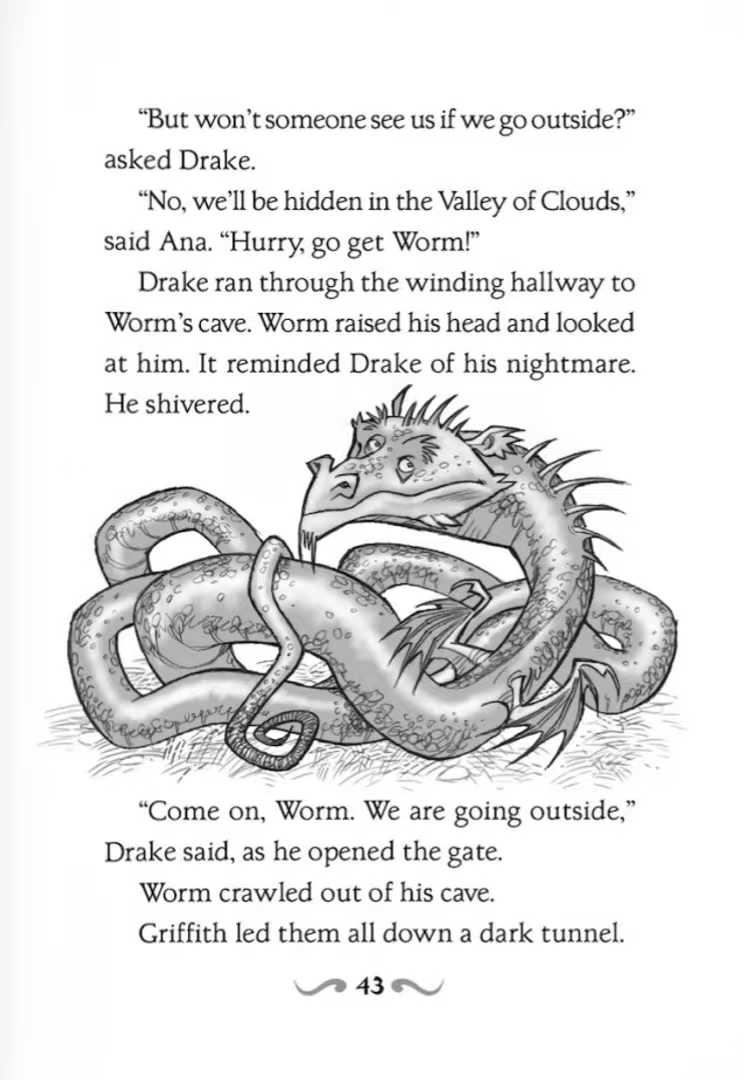 “But won’t someone see us if we go outside?”
asked Drake.
“No, we’ll be hidden in the Valley of Clouds,”
said Ana. “Hurry, go get Worm!”
Drake ran through the winding hallway to
Worm’s cave. Worm raised his head and looked
at him. It reminded Drake of his nightmare.
He shivered.
“Come on, Worm. We are going outside,”
Drake said, as he opened the gate.
Worm crawled out of his cave.
Griffith led them all down a dark tunnel.
43